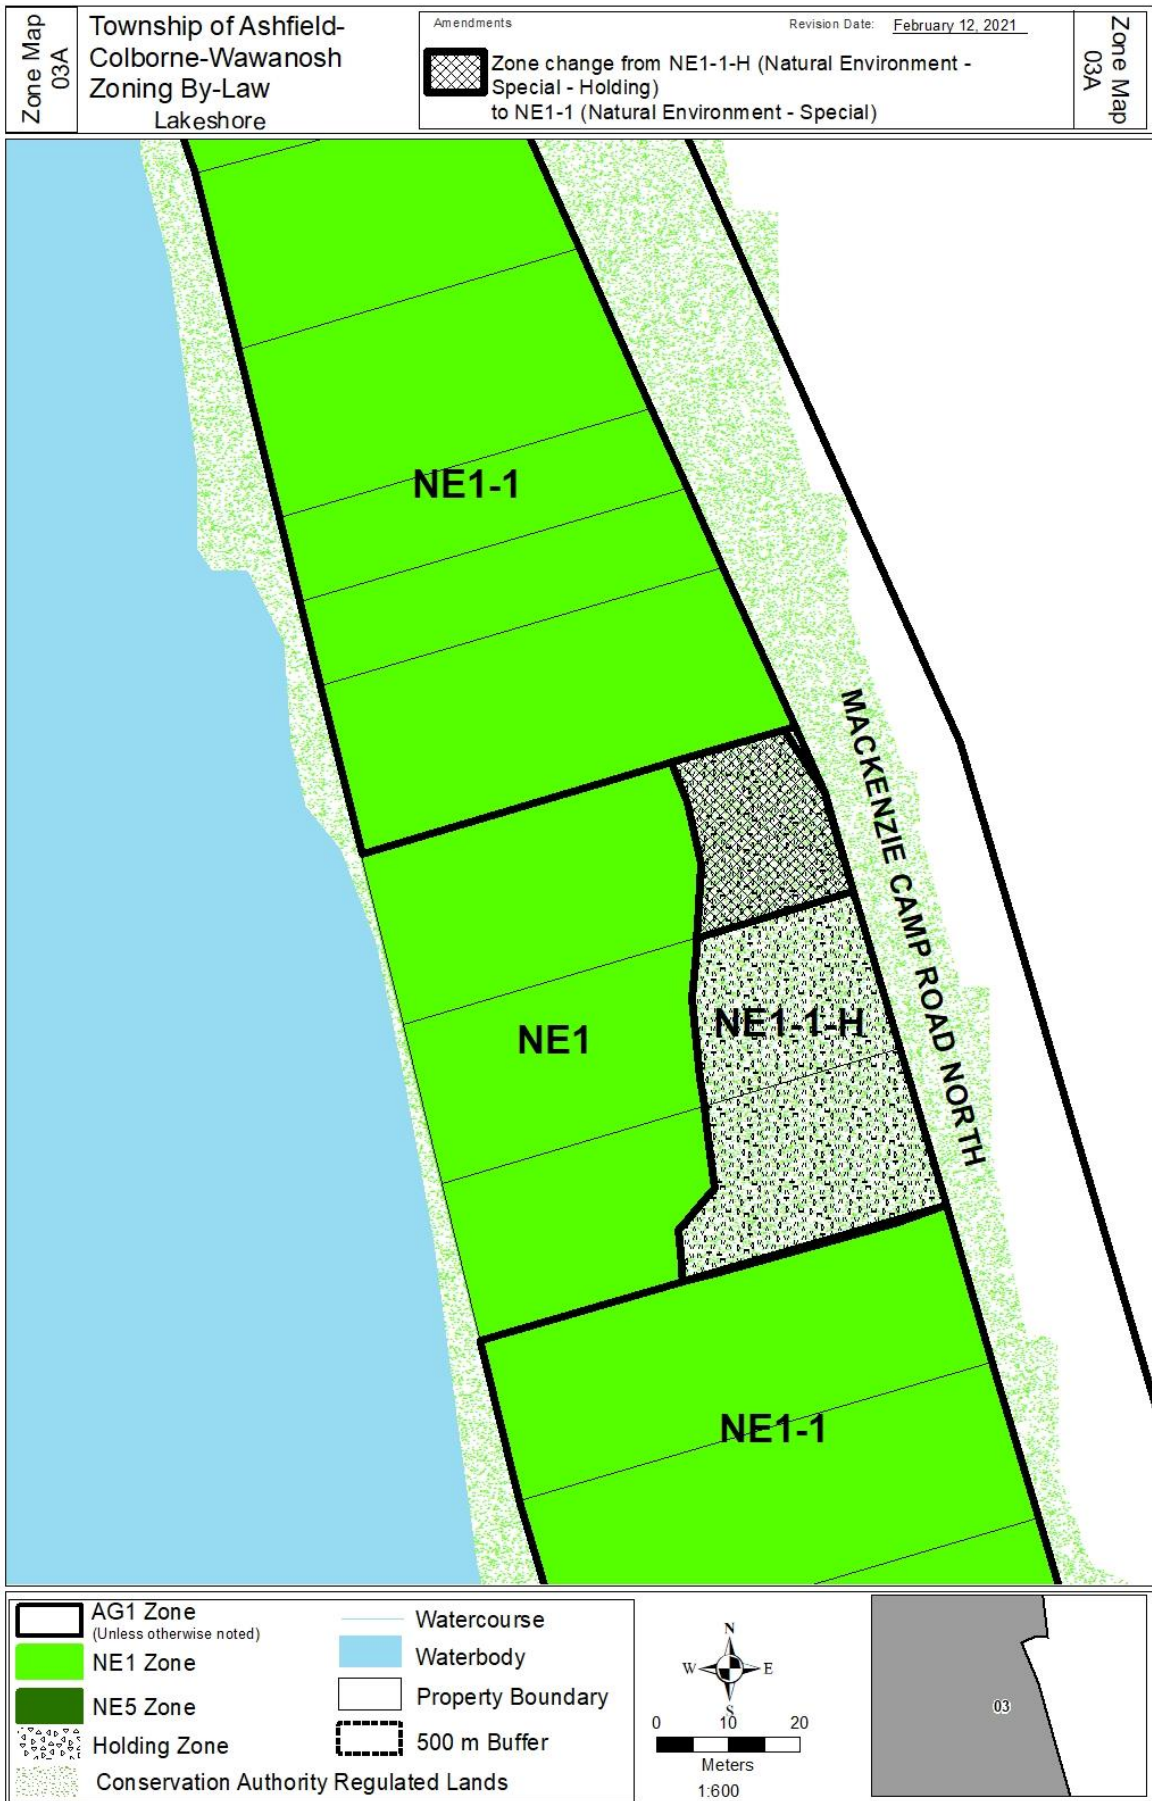 Zone Map
03A
Township of Ashfield-
Colborne-Wawanosh
Zoning By-Law
Lakeshore
Amendments
Revision Date: February 12, 2021
Zone change from NE1-1-H (Natural Environment -
Special - Holding)
to NE1-1 (Natural Environment - Special)
Zone Map
03A
NE1-1
MACKENZIE CAMP ROAD NORTH
NE1-1-H
NE1
NE1-1
AG1 Zone
(Unless otherwise noted)
NE1 Zone
NE5 Zone
Holding Zone
Conservation Authority Regulated Lands
Watercourse
Waterbody
Property Boundary
500 m Buffer
N
W E
S
0 10 20
Meters
1:600
03